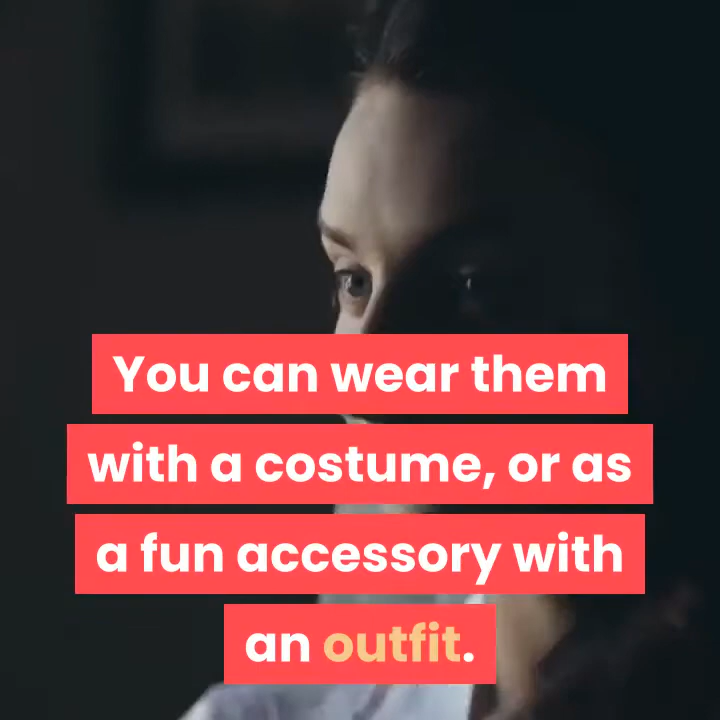 You can wear them
with a costume, or as
a fun accessory with
an outfit.